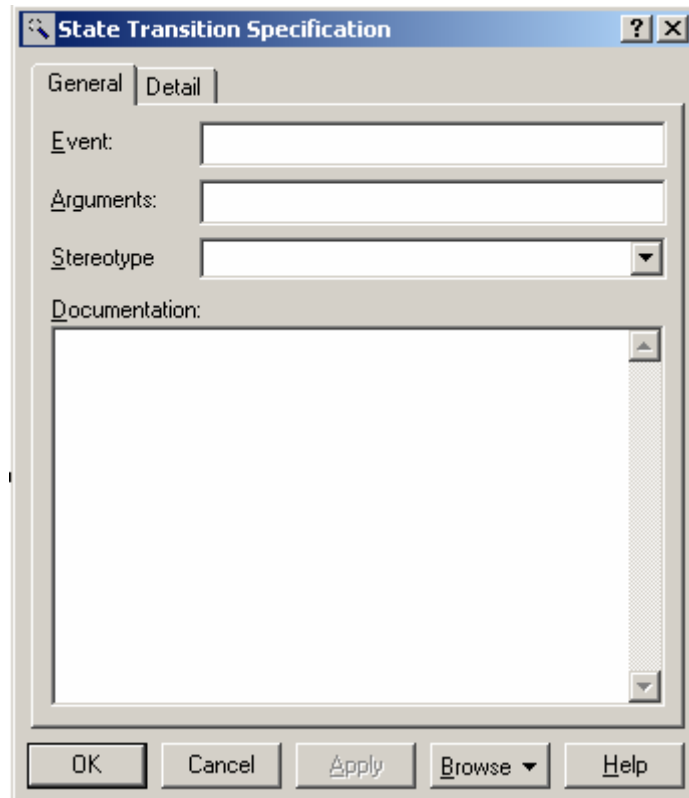 State Transition Specification
General Detail
Event:
Arguments:
Stereotype
Documentation:
OK Cancel Apply Browse Help